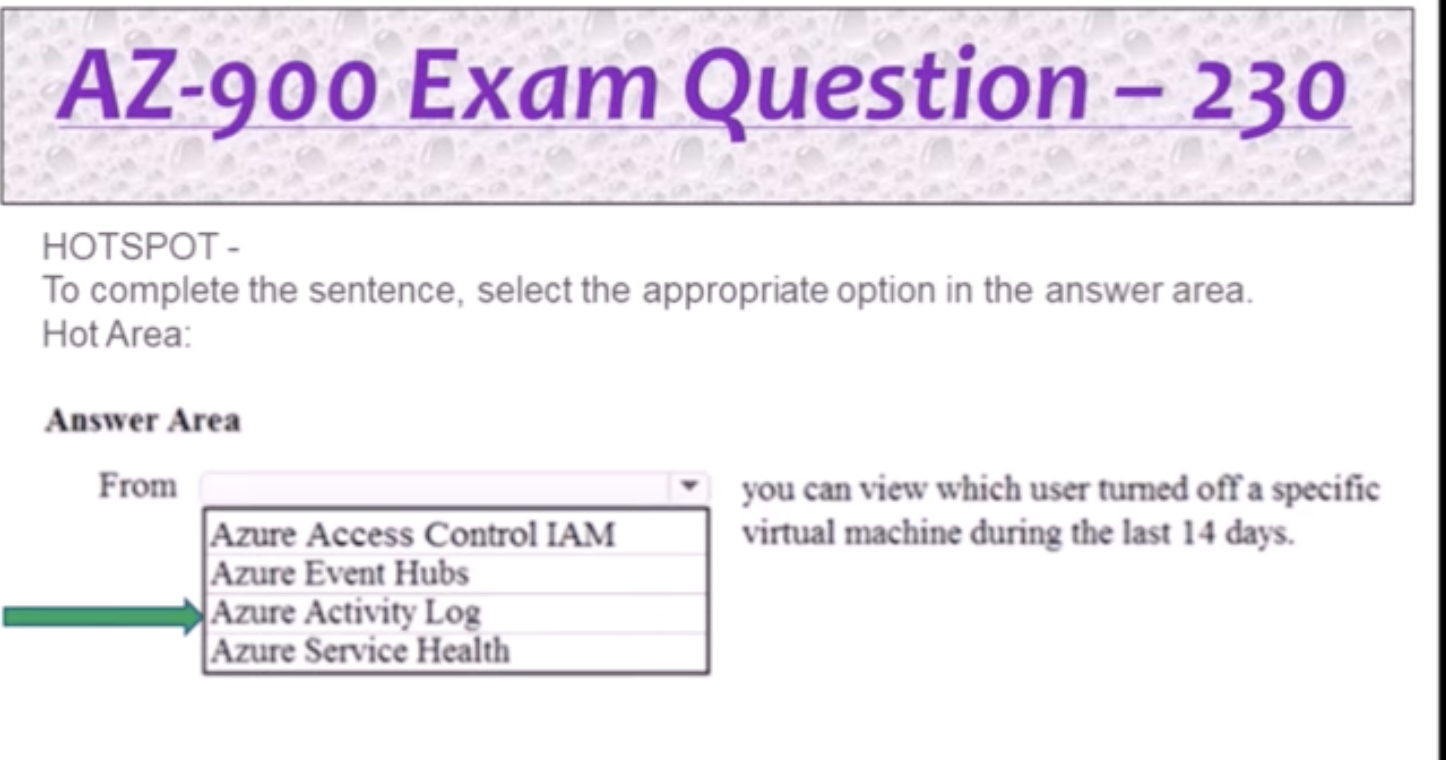 AZ-900 Exam Question – 230
HOTSPOT -
To complete the sentence, select the appropriate option in the answer area.
Hot Area:
Answer Area
From
you can view which user turned off a specific
virtual machine during the last 14 days.
Azure Access Control IAM
Azure Event Hubs
Azure Activity Log
Azure Service Health